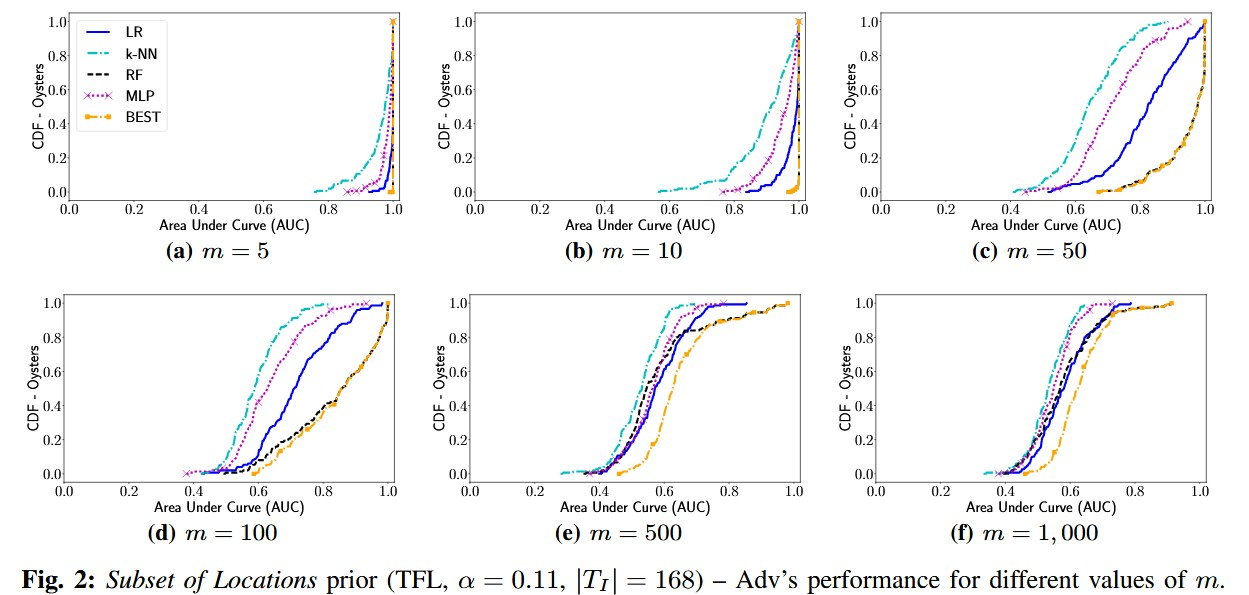 CDF - Oysters
1.0
0.8
0.6
0.4
0.2
0.0
LR
k-NN
RF
MLP
BEST
0.0 0.2 0.4 0.6 0.8 1.0
Area Under Curve (AUC)
(a) m = 5
CDF - Oysters
1.0
0.8
0.6
0.4
0.2
0.0
0.0 0.2 0.4 0.6 0.8 1.0
Area Under Curve (AUC)
(b) m = 10
CDF - Oysters
1.0
0.8
0.6
0.4
0.2
0.0
0.0 0.2 0.4 0.6 0.8 1.0
Area Under Curve (AUC)
(c) m = 50
CDF - Oysters
1.0
0.8
0.6
0.4
0.2
0.0
0.0 0.2 0.4 0.6 0.8 1.0
Area Under Curve (AUC)
(d) m = 100
CDF - Oysters
1.0
0.8
0.6
0.4
0.2
0.0
0.0 0.2 0.4 0.6 0.8 1.0
Area Under Curve (AUC)
(e) m = 500
CDF - Oysters
1.0
0.8
0.6
0.4
0.2
0.0
0.0 0.2 0.4 0.6 0.8 1.0
Area Under Curve (AUC)
(f) m = 1,000
Fig. 2: Subset of Locations prior (TFL, α = 0.11, |T_I| = 168) – Adv's performance for different values of m.